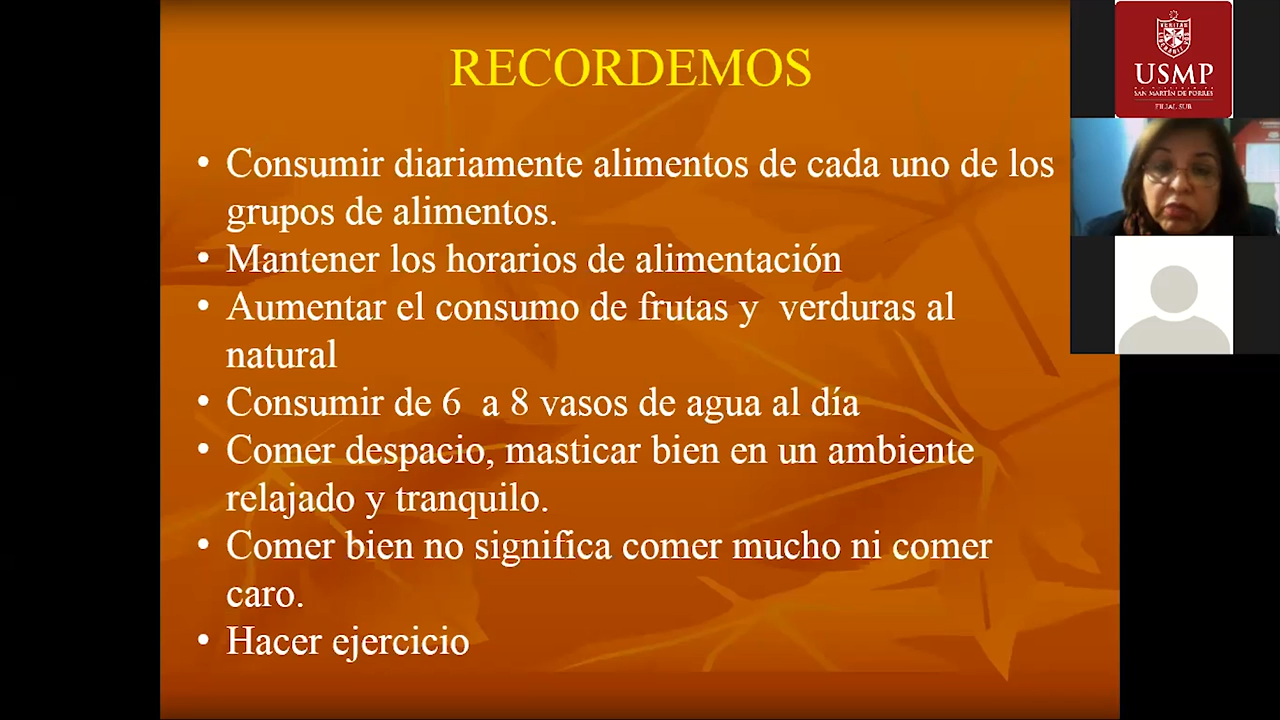 RECORDEMOS
• Consumir diariamente alimentos de cada uno de los
grupos de alimentos.
• Mantener los horarios de alimentación
• Aumentar el consumo de frutas y  verduras al
natural
• Consumir de 6  a 8 vasos de agua al día
• Comer despacio, masticar bien en un ambiente
relajado y tranquilo.
• Comer bien no significa comer mucho ni comer
caro.
• Hacer ejercicio
USMP
SAN MARTÍN DE PORRES
FILIAL SUR